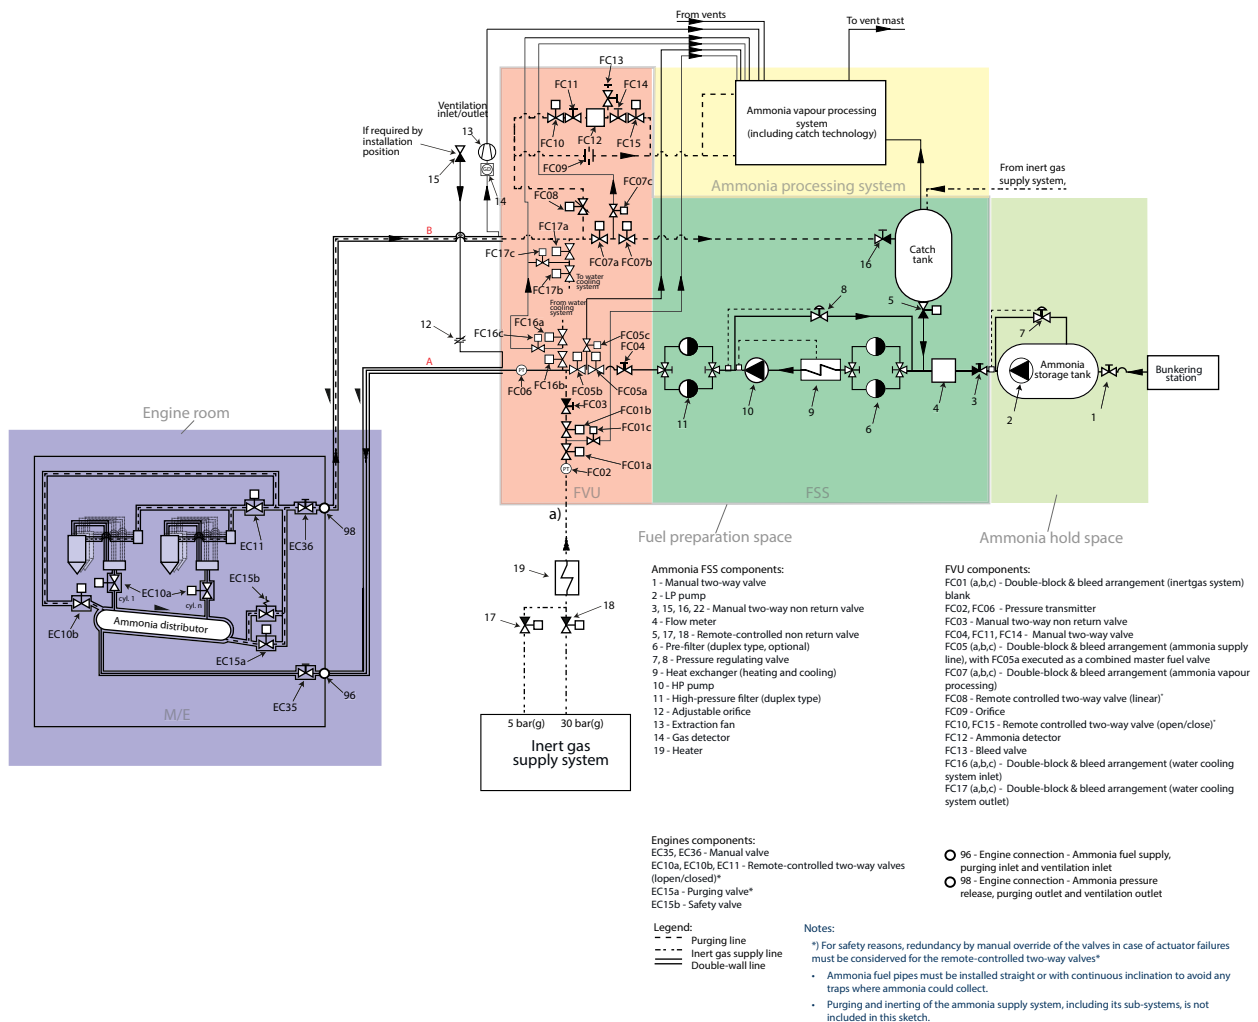 From vents
To vent mast
FC13
FC11
FC14
FC10
FC12
FC15
FC09
Ammonia vapour processing
system
(including catch technology)
Ventilation
inlet/outlet
13
If required by
installation
position
15
GD
14
From inert gas
supply system,
Ammonia processing system
FC07c
FC08
FC17a
FC17c
FC07a
FC07b
FC17b
To water
cooling
system
B
16
Catch
tank
5
8
7
From water
cooling
system
FC16a
FC16c
FC05c
FC04
FC16b
12
A
PT
FC06
FC05b
FC05a
FC03
FC01b
FC01c
FC01a
PT
FC02
11
10
9
6
4
3
2
1
Ammonia
storage tank
Bunkering
station
Engine room
FVU
FSS
a)
Fuel preparation space
Ammonia hold space
98
EC11
EC36
EC15b
EC10a
cyl. 1
cyl. n
EC10b
Ammonia distributor
EC15a
EC35
96
M/E
19
17
18
5 bar(g)
30 bar(g)
Inert gas
supply system
Ammonia FSS components:
1 - Manual two-way valve
2 - LP pump
3, 15, 16, 22 - Manual two-way non return valve
4 - Flow meter
5, 17, 18 - Remote-controlled non return valve
6 - Pre-filter (duplex type, optional)
7, 8 - Pressure regulating valve
9 - Heat exchanger (heating and cooling)
10 - HP pump
11 - High-pressure filter (duplex type)
12 - Adjustable orifice
13 - Extraction fan
14 - Gas detector
19 - Heater
FVU components:
FC01 (a,b,c) - Double-block & bleed arrangement (inertgas system)
blank
FC02, FC06 - Pressure transmitter
FC03 - Manual two-way non return valve
FC04, FC11, FC14 - Manual two-way valve
FC05 (a,b,c) - Double-block & bleed arrangement (ammonia supply
line), with FC05a executed as a combined master fuel valve
FC07 (a,b,c) - Double-block & bleed arrangement (ammonia vapour
processing)
FC08 - Remote controlled two-way valve (linear)*
FC09 - Orifice
FC10, FC15 - Remote controlled two-way valve (open/close)*
FC12 - Ammonia detector
FC13 - Bleed valve
FC16 (a,b,c) - Double-block & bleed arrangement (water cooling
system inlet)
FC17 (a,b,c) - Double-block & bleed arrangement (water cooling
system outlet)
Engines components:
EC35, EC36 - Manual valve
EC10a, EC10b, EC11 - Remote-controlled two-way valves
(lopen/closed)*
EC15a - Purging valve*
EC15b - Safety valve
96 - Engine connection - Ammonia fuel supply,
purging inlet and ventilation inlet
98 - Engine connection - Ammonia pressure
release, purging outlet and ventilation outlet
Legend:
Purging line
Inert gas supply line
Double-wall line
Notes:
*) For safety reasons, redundancy by manual override of the valves in case of actuator failures
must be considerved for the remote-controlled two-way valves*
• Ammonia fuel pipes must be installed straight or with continuous inclination to avoid any
traps where ammonia could collect.
• Purging and inerting of the ammonia supply system, including its sub-systems, is not
included in this sketch.